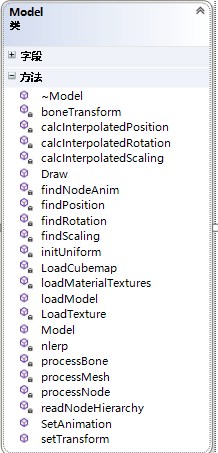 Model
类
字段
方法
~Model
boneTransform
calcInterpolatedPosition
calcInterpolatedRotation
calcInterpolatedScaling
Draw
findNodeAnim
findPosition
findRotation
findScaling
initUniform
LoadCubemap
loadMaterialTextures
loadModel
LoadTexture
Model
nlerp
processBone
processMesh
processNode
readNodeHierarchy
SetAnimation
setTransform